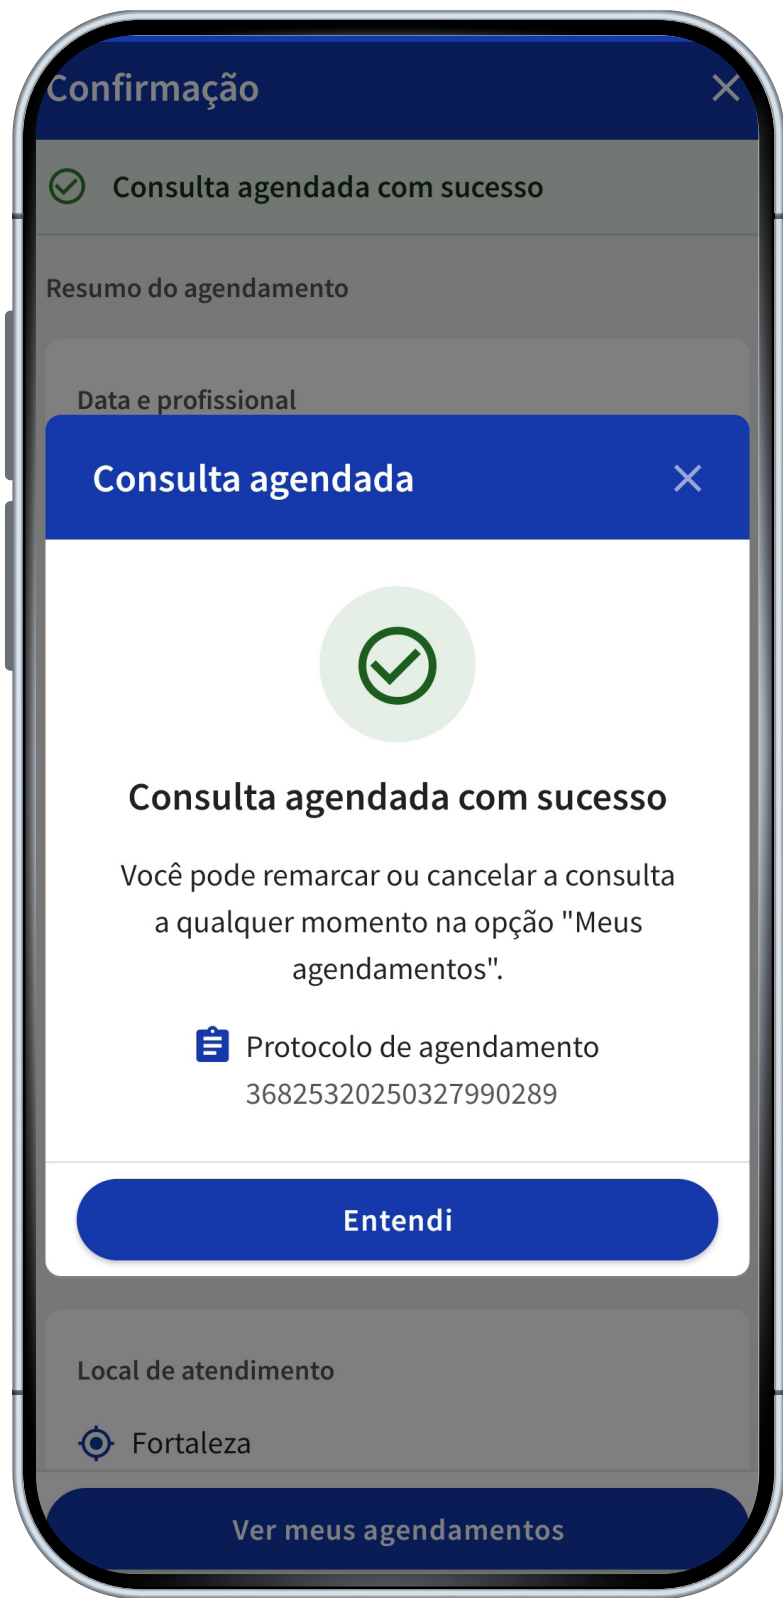 Confirmação
Consulta agendada com sucesso
Resumo do agendamento
Data e profissional
Consulta agendada
Consulta agendada com sucesso
Você pode remarcar ou cancelar a consulta
a qualquer momento na opção "Meus
agendamentos".
Protocolo de agendamento
36825320250327990289
Entendi
Local de atendimento
Fortaleza
Ver meus agendamentos